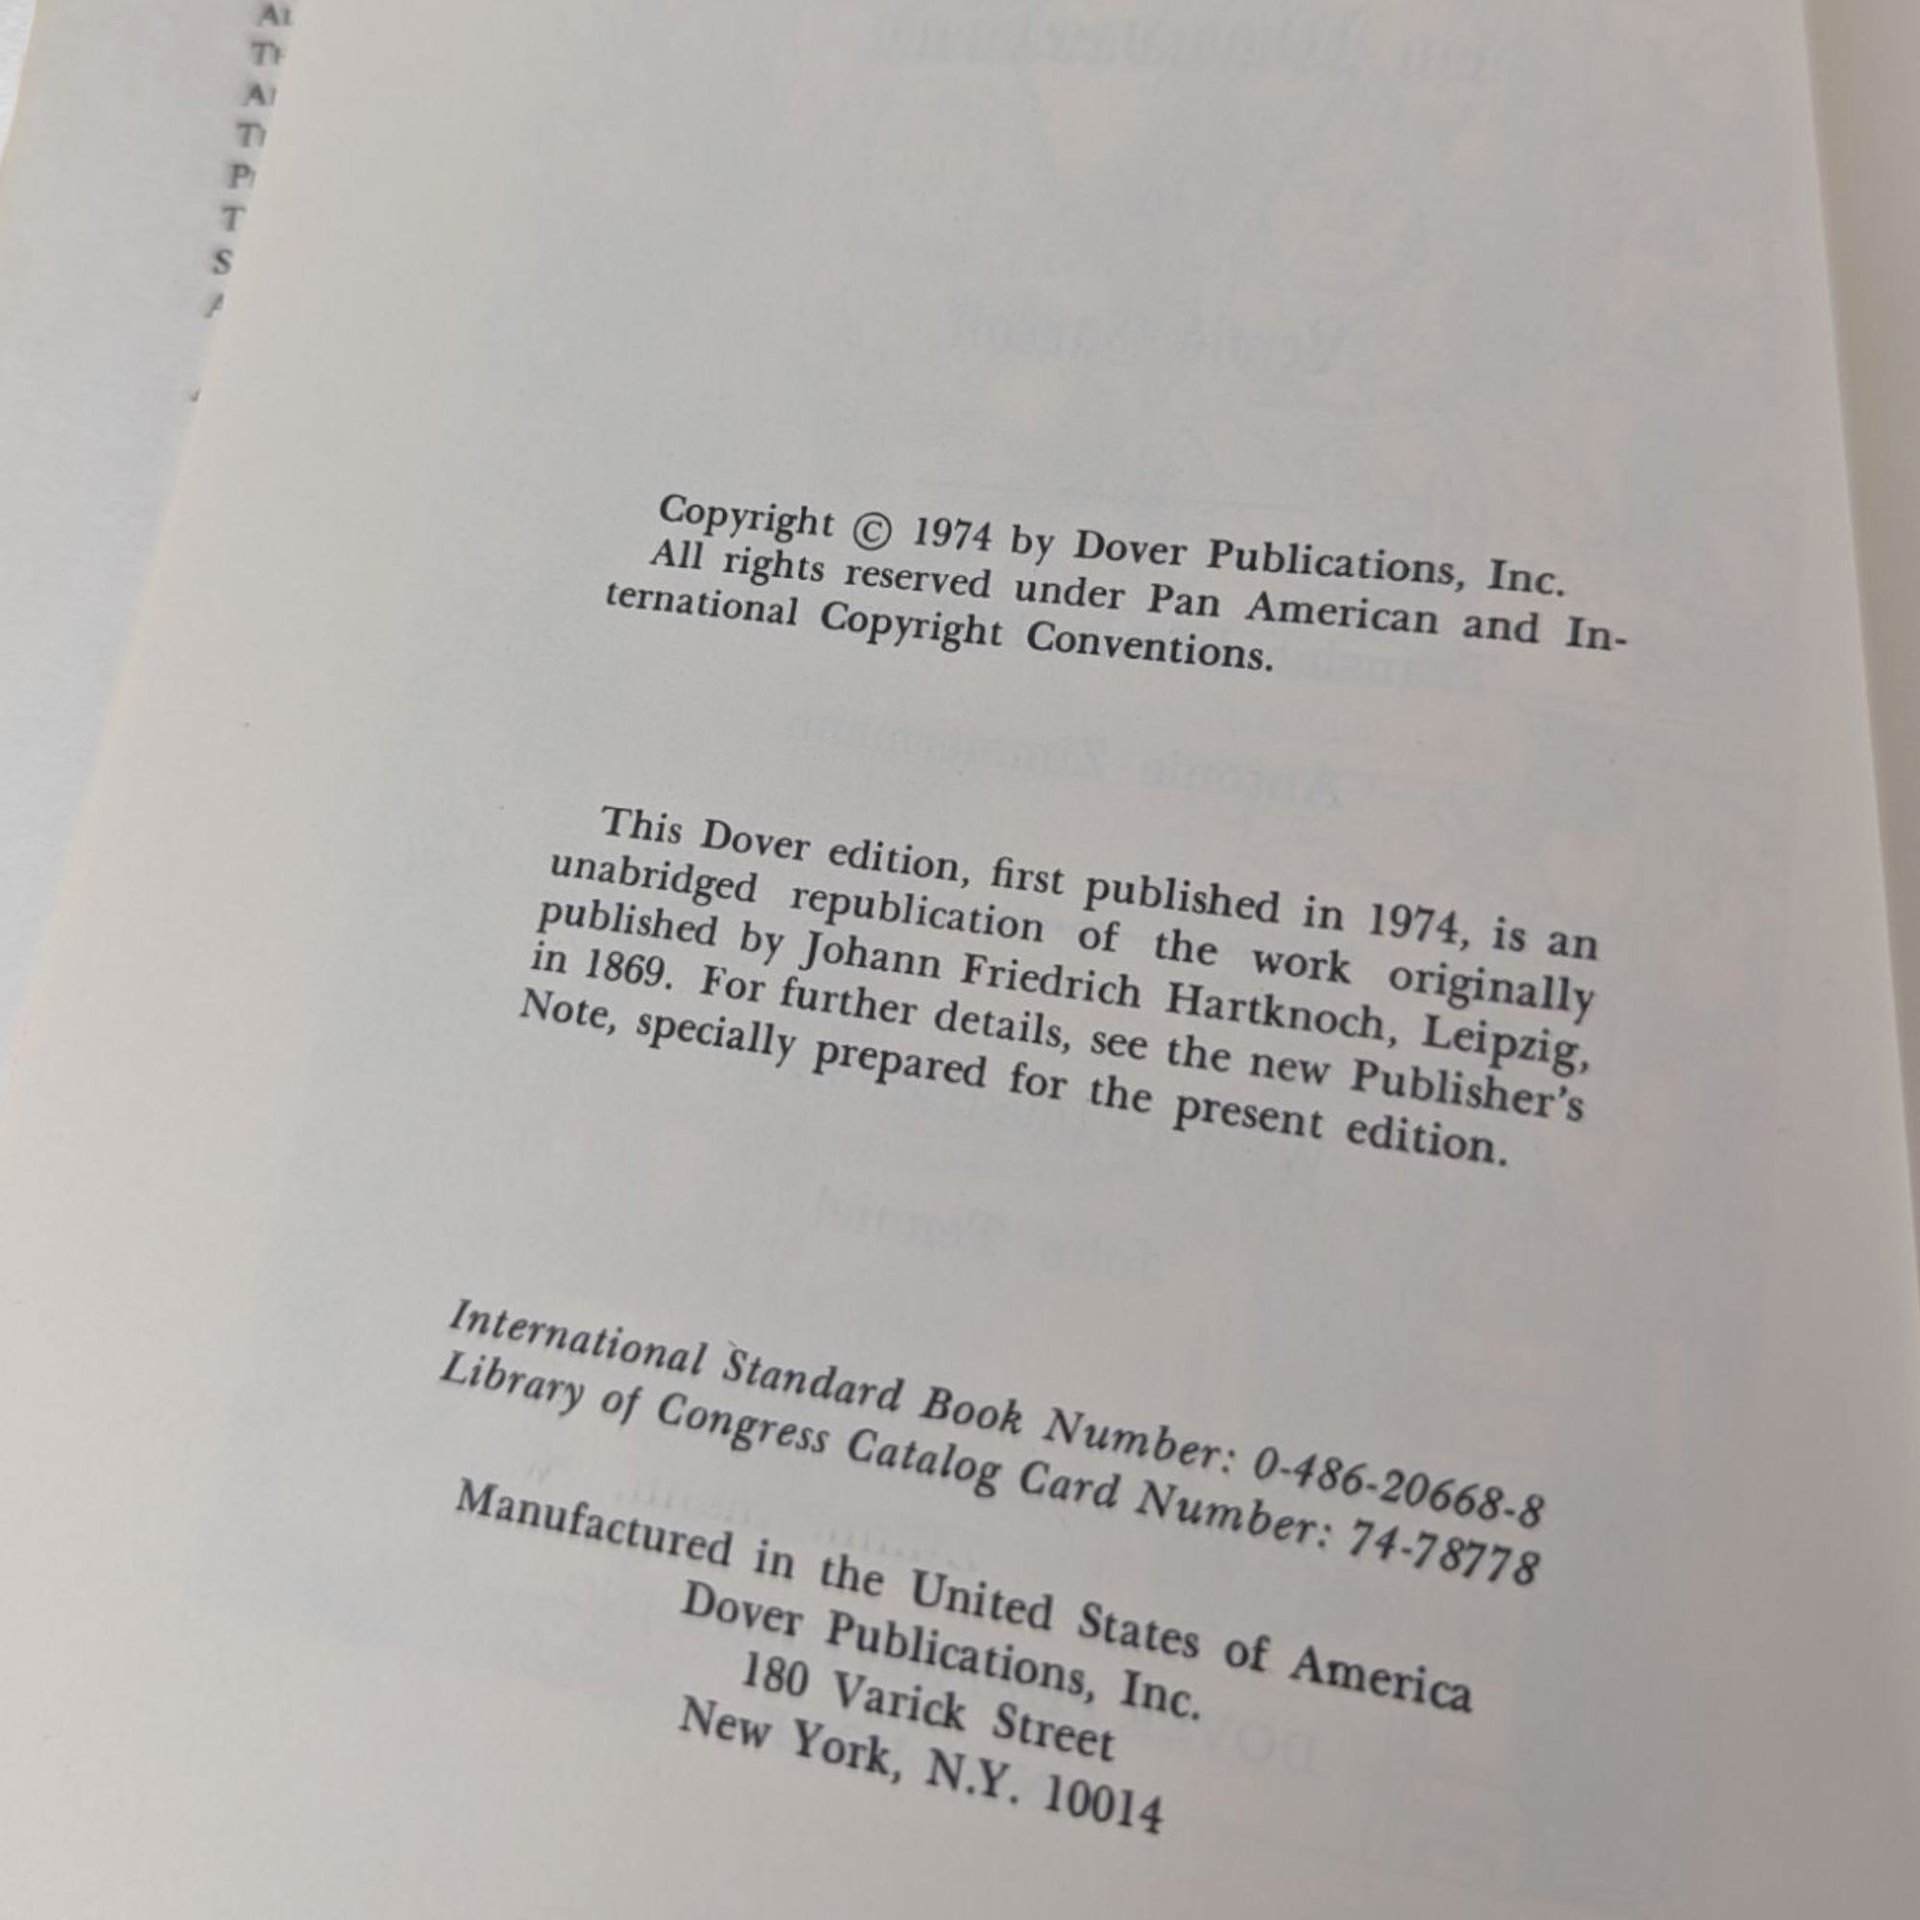 Copyright © 1974 by Dover Publications, Inc.
All rights reserved under Pan American and In-
ternational Copyright Conventions.
This Dover edition, first published in 1974, is an
unabridged republication of the work originally
published by Johann Friedrich Hartknoch, Leipzig,
in 1869. For further details, see the new Publisher's
Note, specially prepared for the present edition.
International Standard Book Number: 0-486-20668-8
Library of Congress Catalog Card Number: 74-78778
Manufactured in the United States of America
Dover Publications, Inc.
180 Varick Street
New York, N.Y. 10014